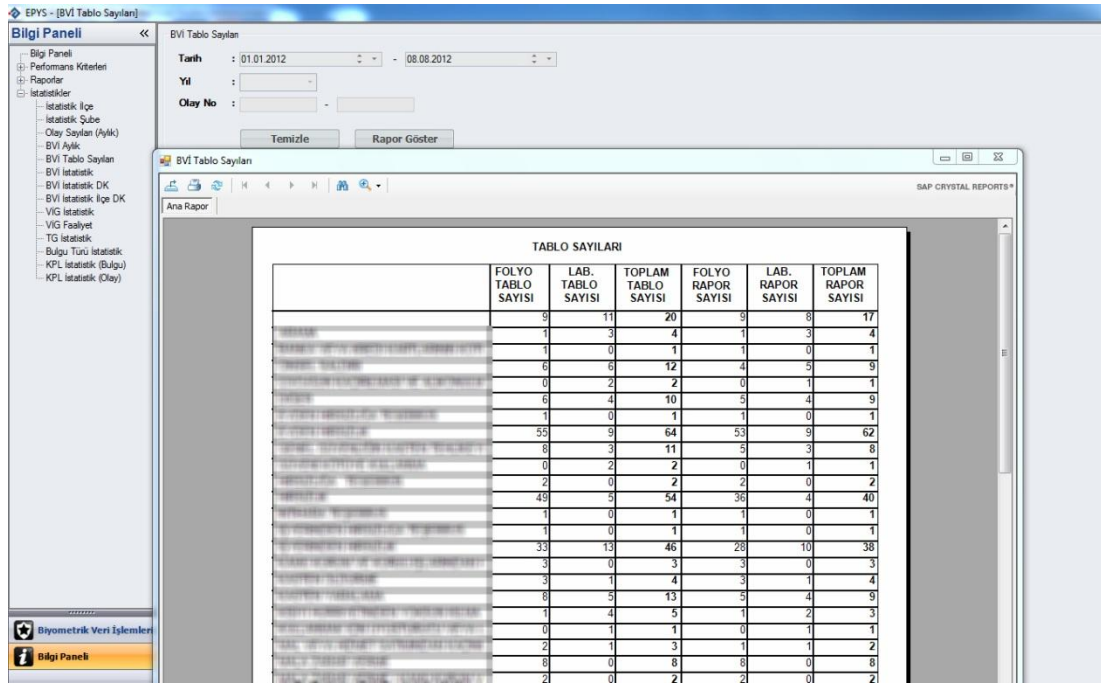 EPYS - [BVİ Tablo Sayıları]
Bilgi Paneli «
Bilgi Paneli
Performans Kriterleri
Raporlar
İstatistikler
İstatistik İlçe
İstatistik Şube
Olay Sayıları (Aylık)
BVİ Aylık
BVİ Tablo Sayıları
BVİ İstatistik
BVİ İstatistik DK
BVİ İstatistik İlçe DK
VIG İstatistik
VIG Faaliyet
TG İstatistik
Bulgu Türü İstatistik
KPL İstatistik (Bulgu)
KPL İstatistik (Olay)
Biyometrik Veri İşlemleri
Bilgi Paneli
BVİ Tablo Sayıları
Tarih : 01.01.2012 - 08.08.2012
Yıl :
Olay No : -
Temizle Rapor Göster
BVİ Tablo Sayıları
SAP CRYSTAL REPORTS®
Ana Rapor
TABLO SAYILARI
FOLYO TABLO SAYISI LAB. TABLO SAYISI TOPLAM TABLO SAYISI FOLYO RAPOR SAYISI LAB. RAPOR SAYISI TOPLAM RAPOR SAYISI
9 11 20 9 8 17
1 3 4 1 3 4
1 0 1 1 0 1
6 6 12 4 5 9
0 2 2 0 1 1
6 4 10 5 4 9
1 0 1 1 0 1
55 9 64 53 9 62
8 3 11 5 3 8
0 2 2 0 1 1
2 0 2 2 0 2
49 5 54 36 4 40
1 0 1 1 0 1
1 0 1 1 0 1
33 13 46 28 10 38
3 0 3 3 0 3
3 1 4 3 1 4
8 5 13 5 4 9
1 4 5 1 2 3
0 1 1 0 1 1
2 1 3 1 1 2
8 0 8 8 0 8
2 0 2 2 0 2